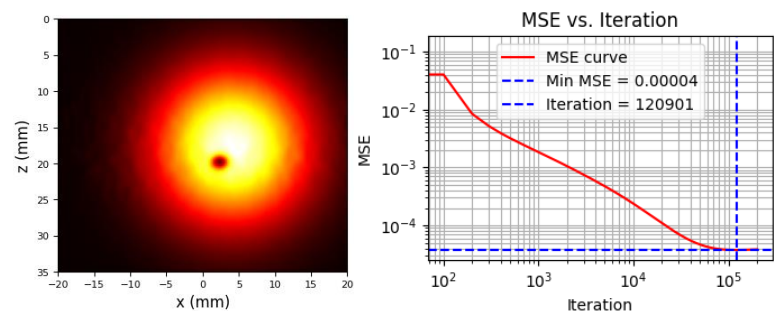 0
5
10
15
20
25
30
35
z (mm)
−20 −15 −10 −5 0 5 10 15 20
x (mm)
MSE vs. Iteration
MSE curve
Min MSE = 0.00004
Iteration = 120901
10⁻¹
10⁻²
10⁻³
10⁻⁴
MSE
10² 10³ 10⁴ 10⁵
Iteration